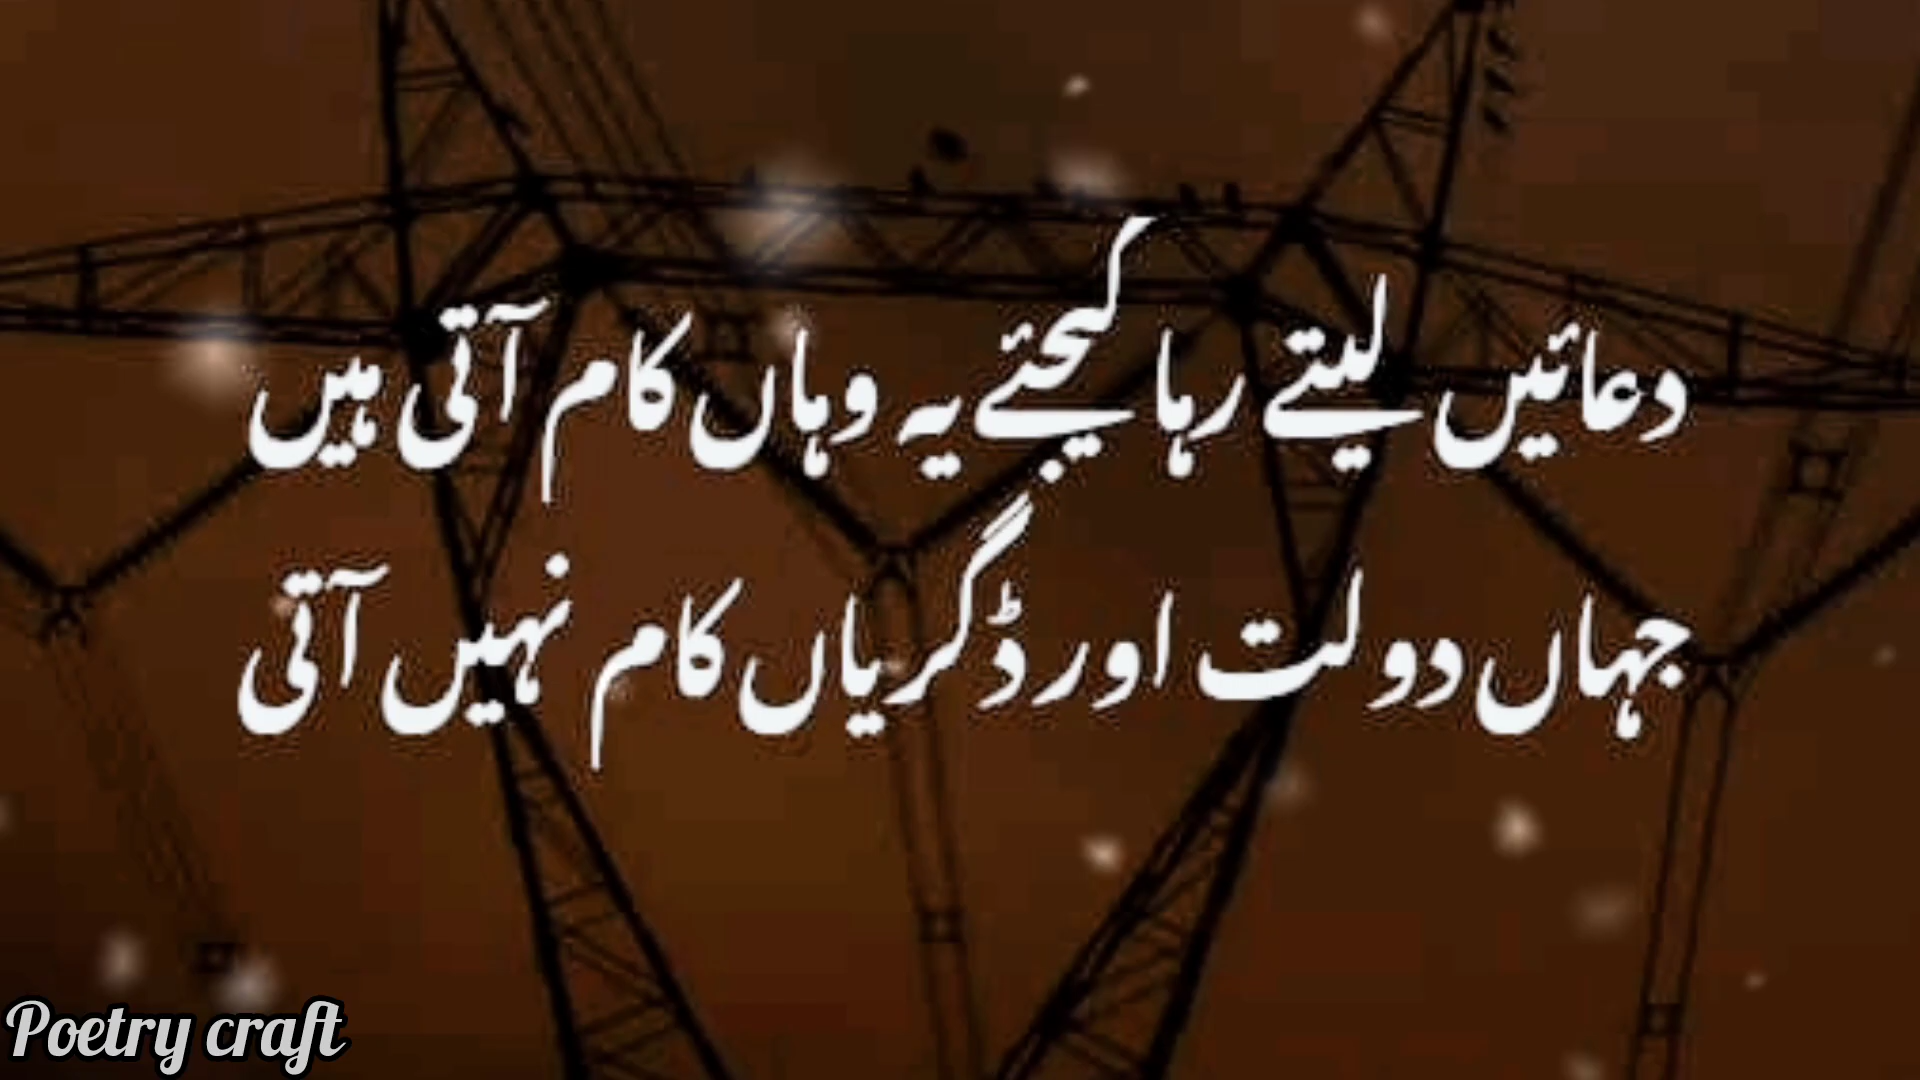 دعائیں لیتے رہا کیجئے یہ وہاں کام آتی ہیں
جہاں دولت اور ڈگریاں کام نہیں آتی
Poetry craft